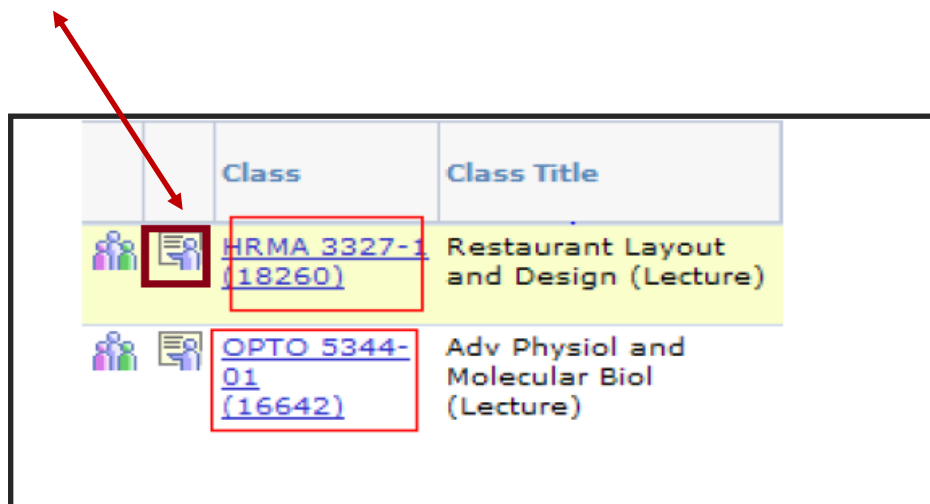 Class Class Title
HRMA 3327-1 Restaurant Layout
(18260) and Design (Lecture)
OPTO 5344- Adv Physiol and
01 Molecular Biol
(16642) (Lecture)